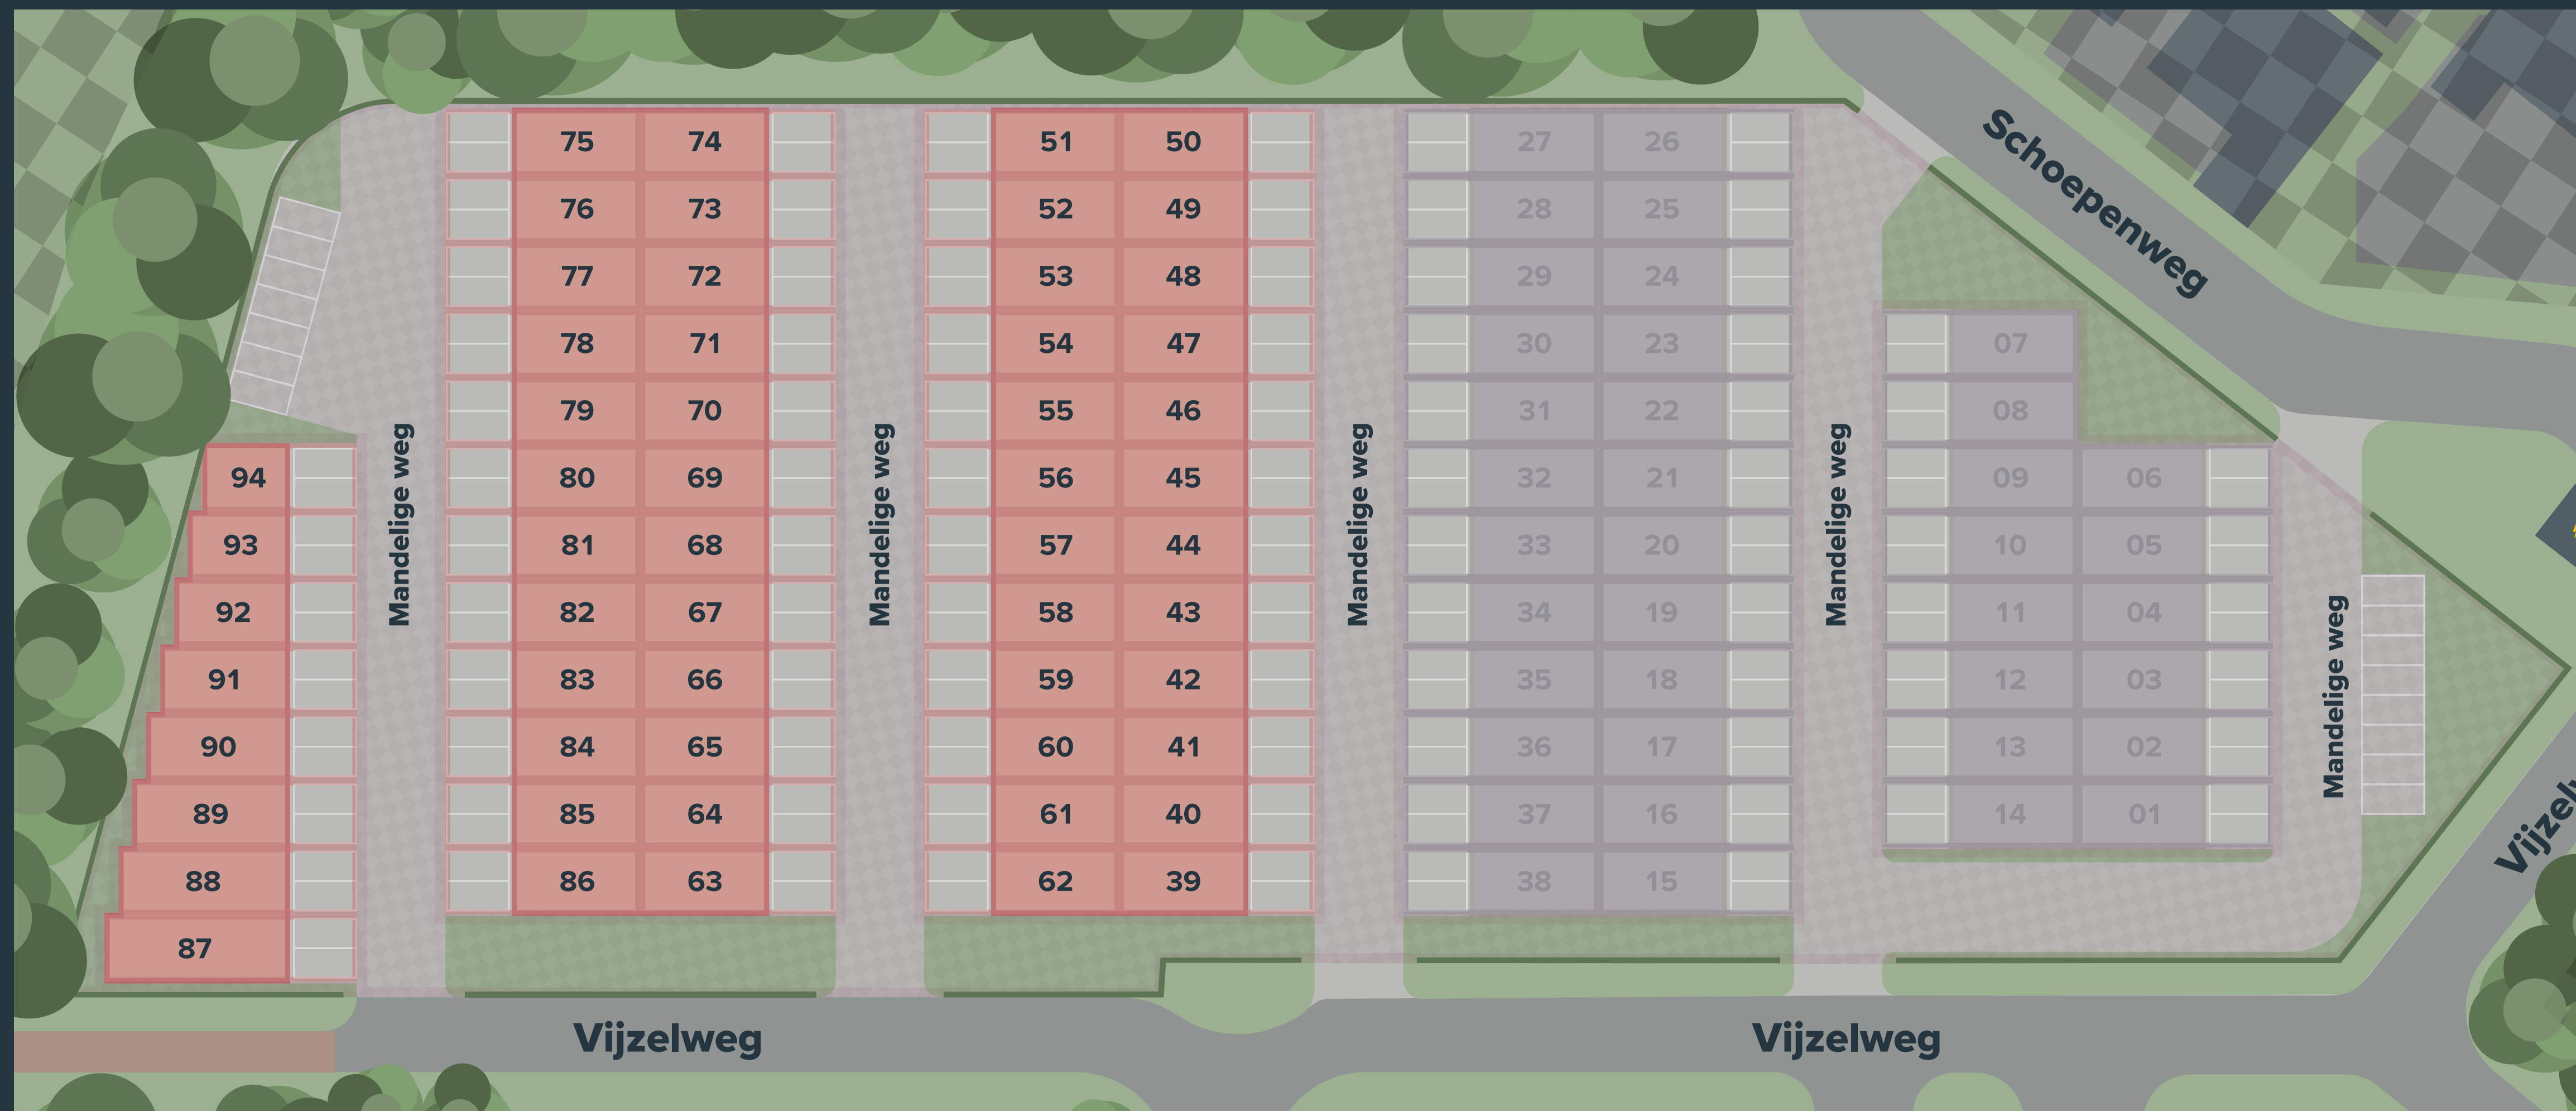 Schoepenweg
75 74 51 50 27 26
76 73 52 49 28 25
77 72 53 48 29 24
78 71 54 47 30 23 07
79 70 55 46 31 22 08
94 80 69 56 45 32 21 09 06
93 81 68 57 44 33 20 10 05
92 82 67 58 43 34 19 11 04
91 83 66 59 42 35 18 12 03
90 84 65 60 41 36 17 13 02
89 85 64 61 40 37 16 14 01
88 86 63 62 39 38 15
87
Mandelige weg
Mandelige weg
Mandelige weg
Mandelige weg
Mandelige weg
Vijzelweg
Vijzelweg